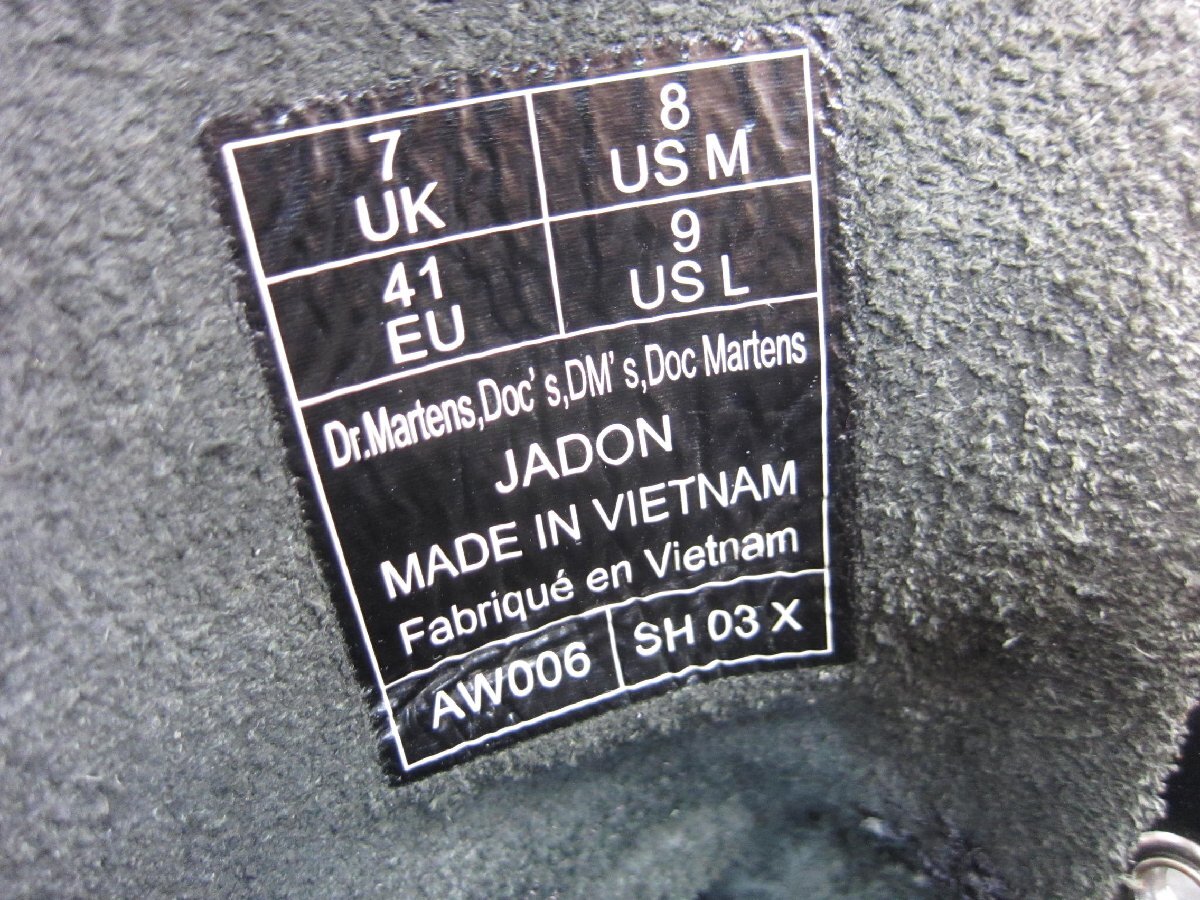 7
UK
8
US M
41
EU
9
US L
Dr.Martens,Doc's,DM's,Doc Martens
JADON
MADE IN VIETNAM
Fabriqué en Vietnam
AW006
SH 03 X